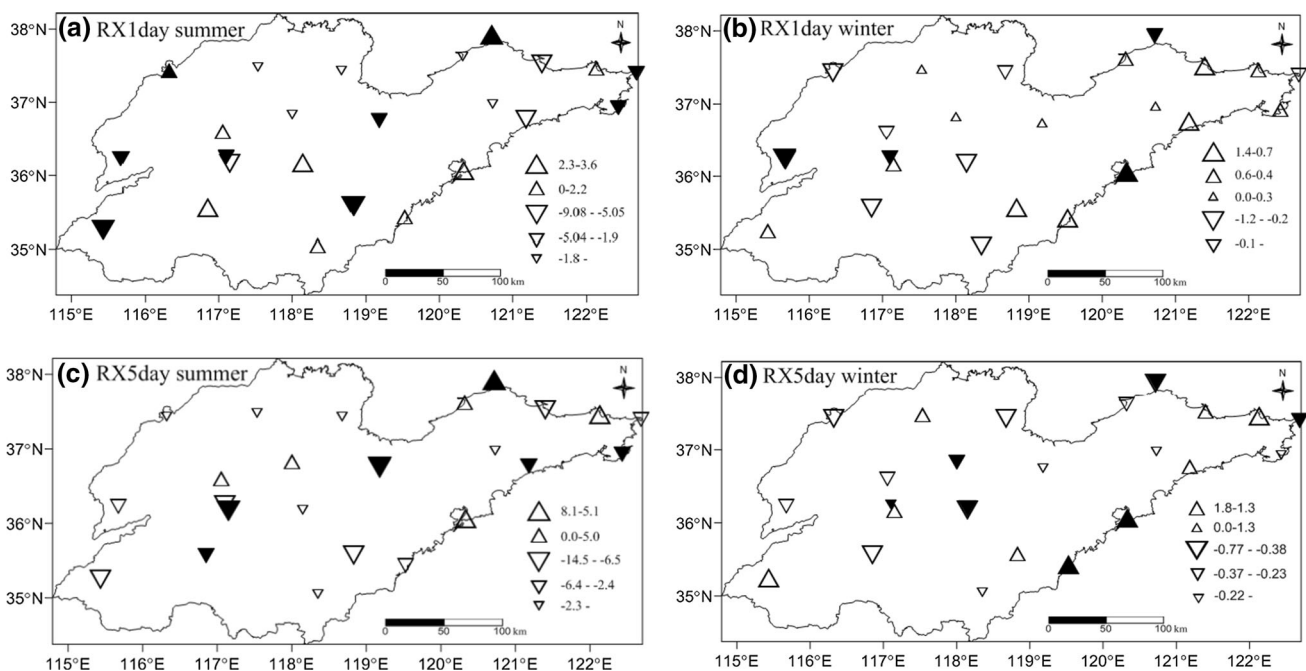 (a) RX1day summer
N
38°N
37°N
36°N
35°N
2.3-3.6
0-2.2
-9.08 - -5.05
-5.04 - -1.9
-1.8 -
0 50 100 km
115°E 116°E 117°E 118°E 119°E 120°E 121°E 122°E
(b) RX1day winter
N
38°N
37°N
36°N
35°N
1.4-0.7
0.6-0.4
0.0-0.3
-1.2 - -0.2
-0.1 -
0 50 100 km
115°E 116°E 117°E 118°E 119°E 120°E 121°E 122°E
(c) RX5day summer
N
38°N
37°N
36°N
35°N
8.1-5.1
0.0-5.0
-14.5 - -6.5
-6.4 - -2.4
-2.3 -
0 50 100 km
115°E 116°E 117°E 118°E 119°E 120°E 121°E 122°E
(d) RX5day winter
N
38°N
37°N
36°N
35°N
1.8-1.3
0.0-1.3
-0.77 - -0.38
-0.37 - -0.23
-0.22 -
0 50 100 km
115°E 116°E 117°E 118°E 119°E 120°E 121°E 122°E